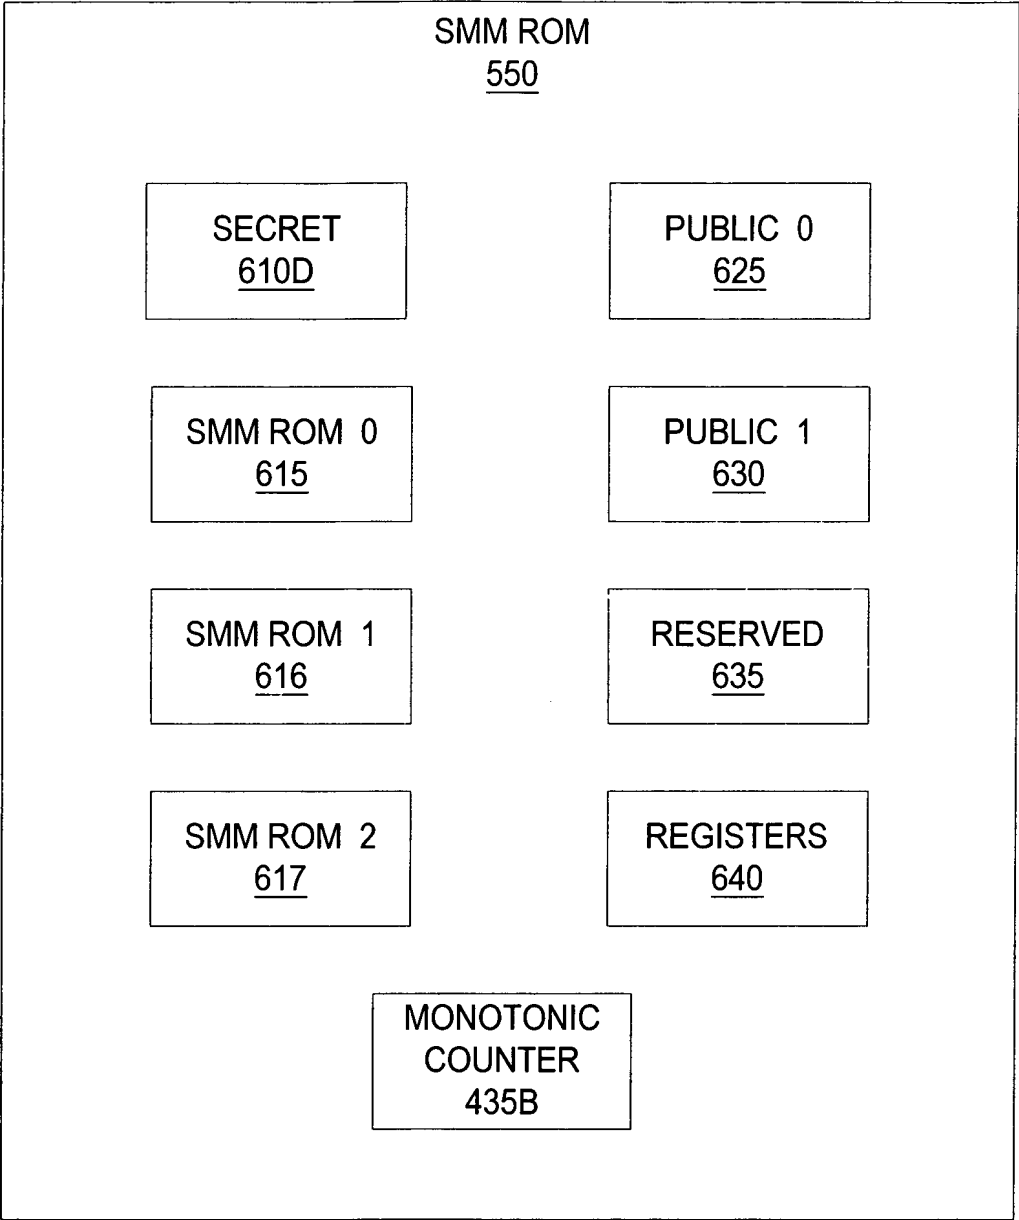 SMM ROM
550
SECRET
610D
PUBLIC 0
625
SMM ROM 0
615
PUBLIC 1
630
SMM ROM 1
616
RESERVED
635
SMM ROM 2
617
REGISTERS
640
MONOTONIC
COUNTER
435B